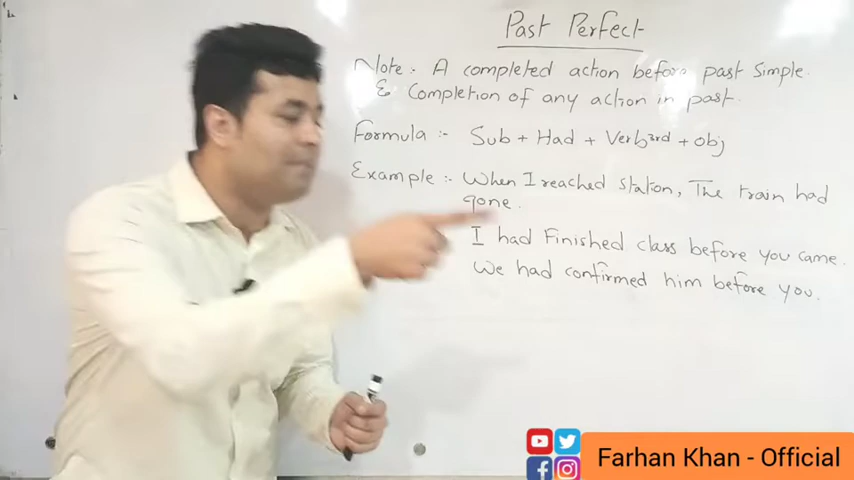 Past Perfect
Note :- A completed action before past simple.
& Completion of any action in past.
Formula :- Sub + Had + Verb 3rd + obj
Example :- When I reached station, The train had
gone.
I had Finished class before you came.
We had confirmed him before you.
Farhan Khan - Official